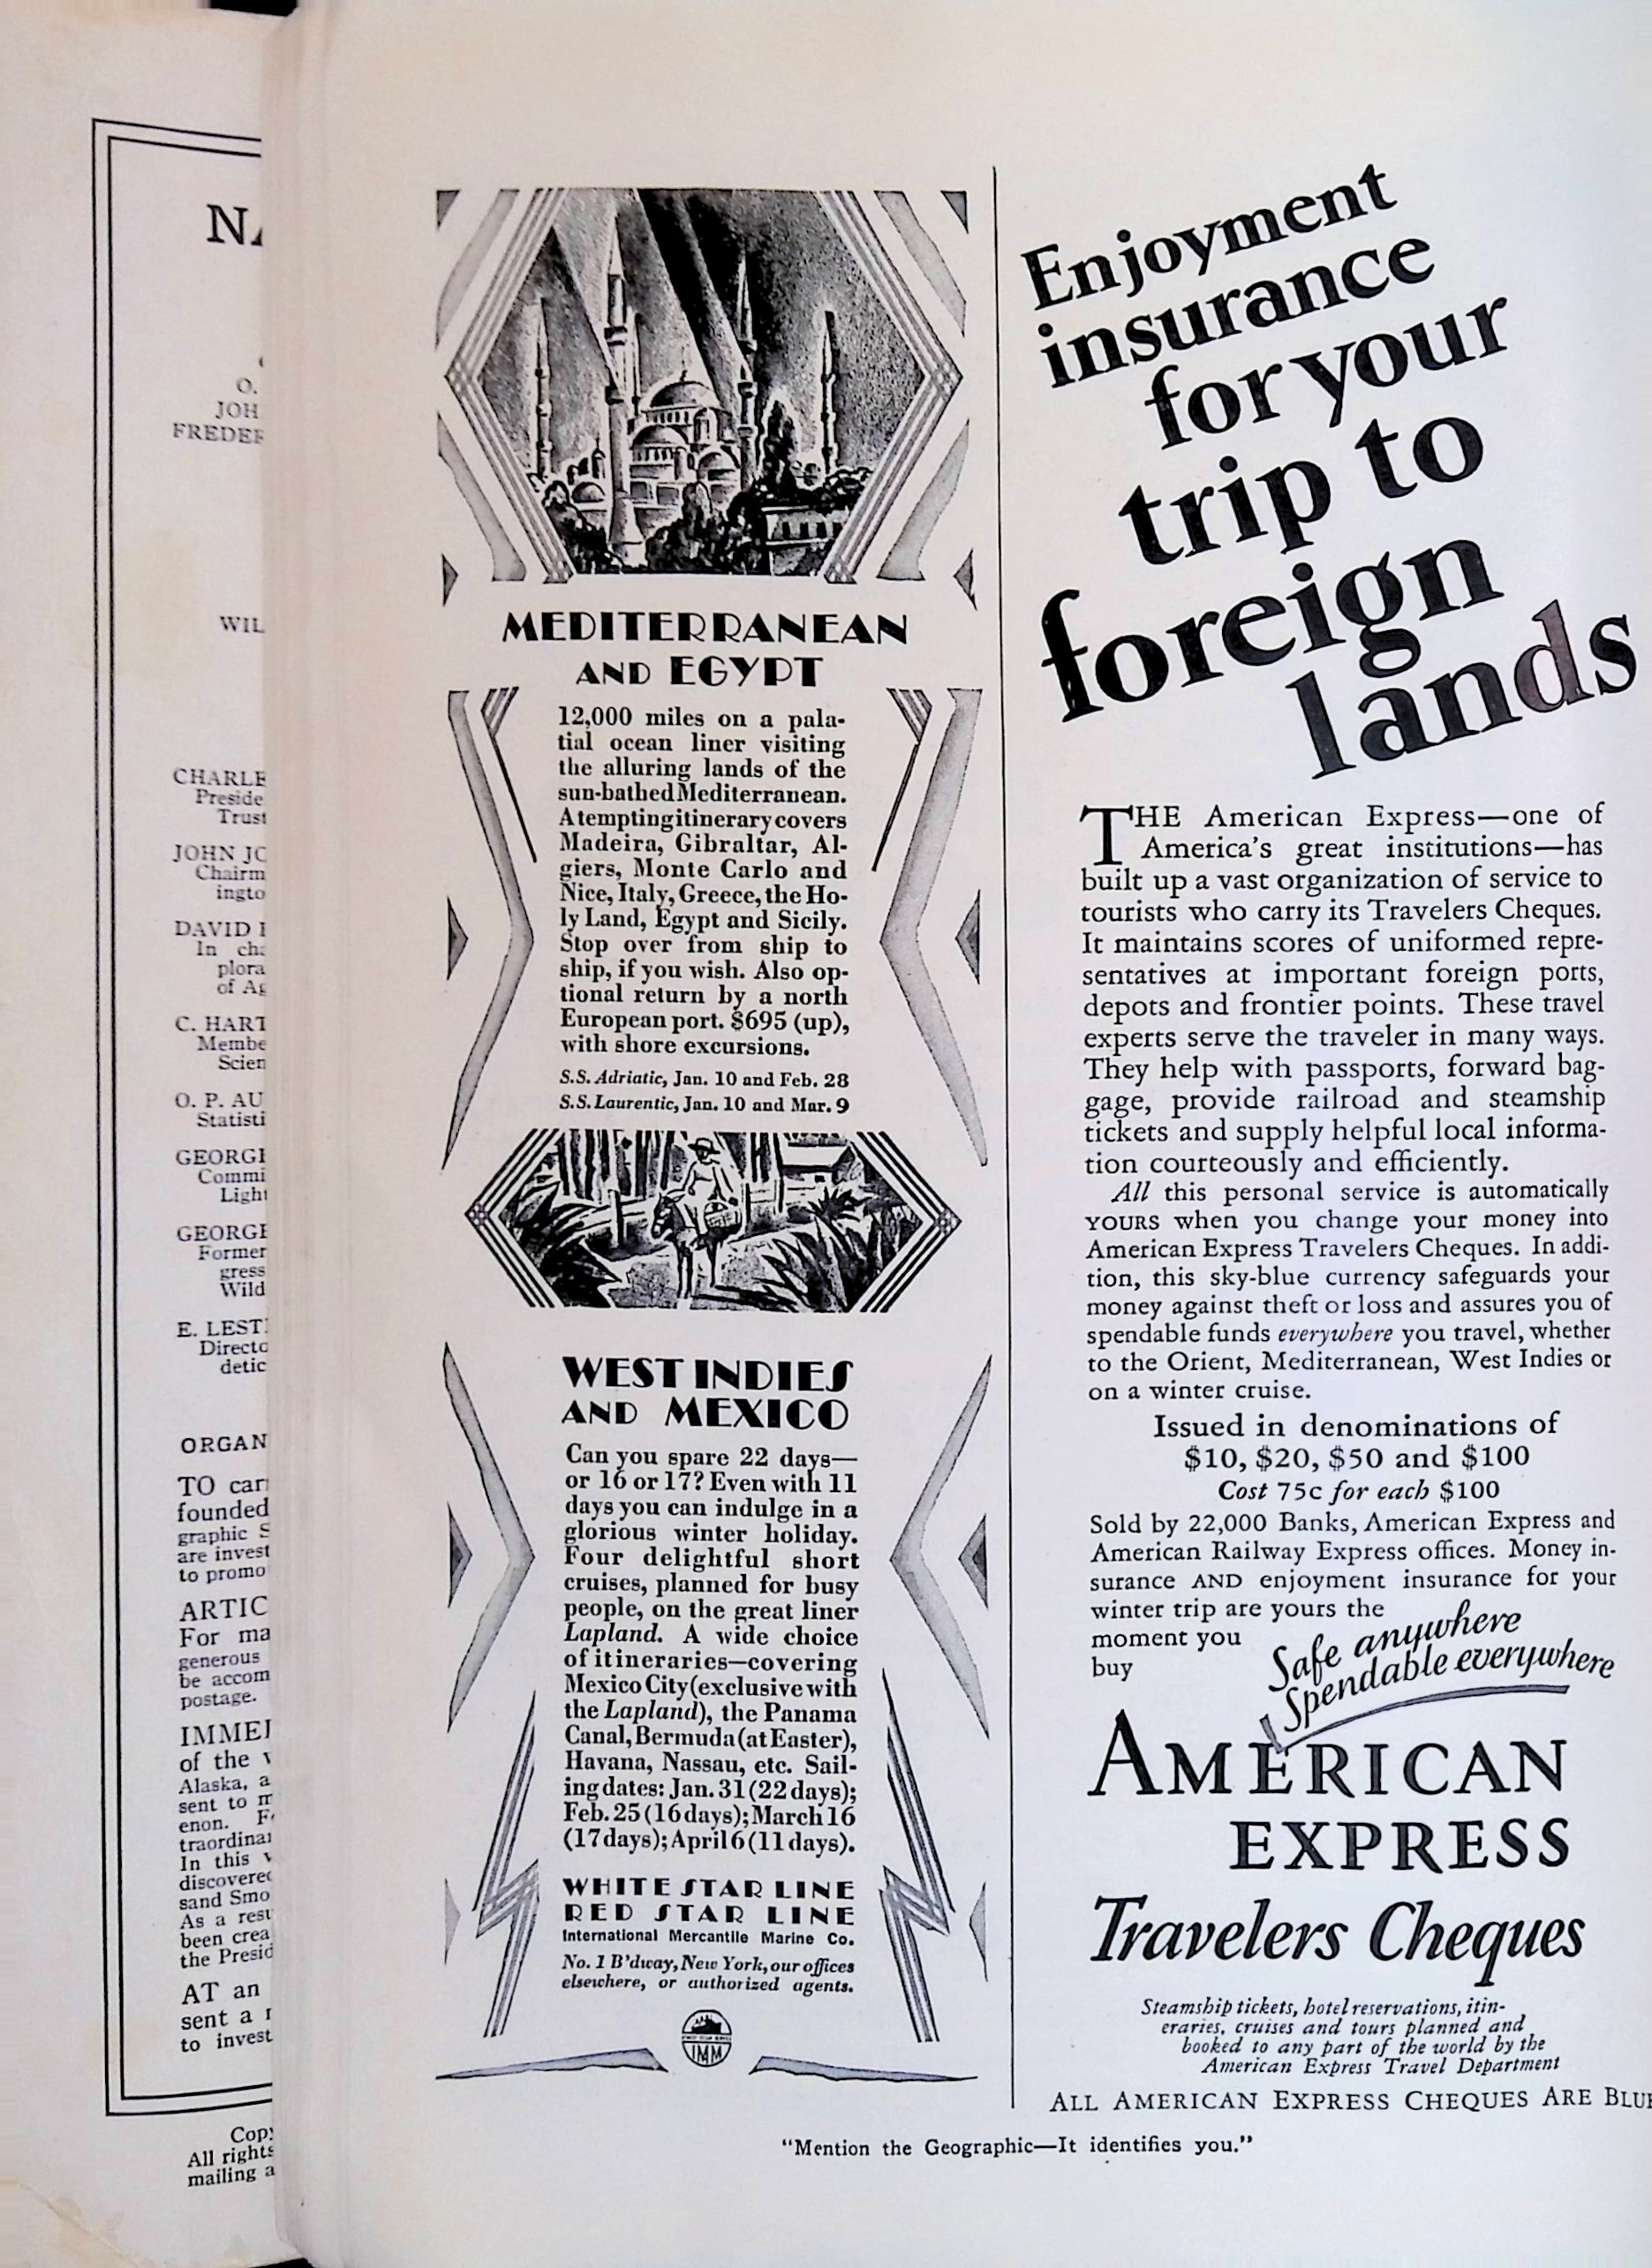 O.
JOH
FREDER
WIL
CHARLE
Preside
Trust
JOHN JO
Chairm
ingto
DAVID
In cha
plora
of Ag
C. HART
Membe
Scien
O. P. AU
Statisti
GEORGE
Commi
Light
GEORGE
Former
gress
Wild
E. LEST
Directo
detic
ORGAN
TO car
founded
graphic S
are invest
to promo
ARTIC
For ma
generous
be accom
postage.
IMME
of the v
Alaska, a
sent to m
enon. F
traordinar
In this v
discovered
sand Smo
As a resu
been crea
the Presid
AT an
sent a
to invest
Copy
All rights
mailing a
MEDITERRANEAN
AND EGYPT
12,000 miles on a pala-
tial ocean liner visiting
the alluring lands of the
sun-bathed Mediterranean.
A tempting itinerary covers
Madeira, Gibraltar, Al-
giers, Monte Carlo and
Nice, Italy, Greece, the Ho-
ly Land, Egypt and Sicily.
Stop over from ship to
ship, if you wish. Also op-
tional return by a north
European port. $695 (up),
with shore excursions.
S.S. Adriatic, Jan. 10 and Feb. 28
S.S. Laurentic, Jan. 10 and Mar. 9
WEST INDIES
AND MEXICO
Can you spare 22 days—
or 16 or 17? Even with 11
days you can indulge in a
glorious winter holiday.
Four delightful short
cruises, planned for busy
people, on the great liner
Lapland. A wide choice
of itineraries—covering
Mexico City (exclusive with
the Lapland), the Panama
Canal, Bermuda (at Easter),
Havana, Nassau, etc. Sail-
ing dates: Jan. 31 (22 days);
Feb. 25 (16 days); March 16
(17 days); April 6 (11 days).
WHITE STAR LINE
RED STAR LINE
International Mercantile Marine Co.
No. 1 B'dway, New York, our offices
elsewhere, or authorized agents.
IMM
Enjoyment
insurance
for your
trip to
foreign
lands
THE American Express—one of
America's great institutions—has
built up a vast organization of service to
tourists who carry its Travelers Cheques.
It maintains scores of uniformed repre-
sentatives at important foreign ports,
depots and frontier points. These travel
experts serve the traveler in many ways.
They help with passports, forward bag-
gage, provide railroad and steamship
tickets and supply helpful local informa-
tion courteously and efficiently.
All this personal service is automatically
YOURS when you change your money into
American Express Travelers Cheques. In addi-
tion, this sky-blue currency safeguards your
money against theft or loss and assures you of
spendable funds everywhere you travel, whether
to the Orient, Mediterranean, West Indies or
on a winter cruise.
Issued in denominations of
$10, $20, $50 and $100
Cost 75c for each $100
Sold by 22,000 Banks, American Express and
American Railway Express offices. Money in-
surance AND enjoyment insurance for your
winter trip are yours the
moment you
buy
Safe anywhere
Spendable everywhere
AMERICAN
EXPRESS
Travelers Cheques
Steamship tickets, hotel reservations, itin-
eraries, cruises and tours planned and
booked to any part of the world by the
American Express Travel Department
ALL AMERICAN EXPRESS CHEQUES ARE BLUE
"Mention the Geographic—It identifies you."